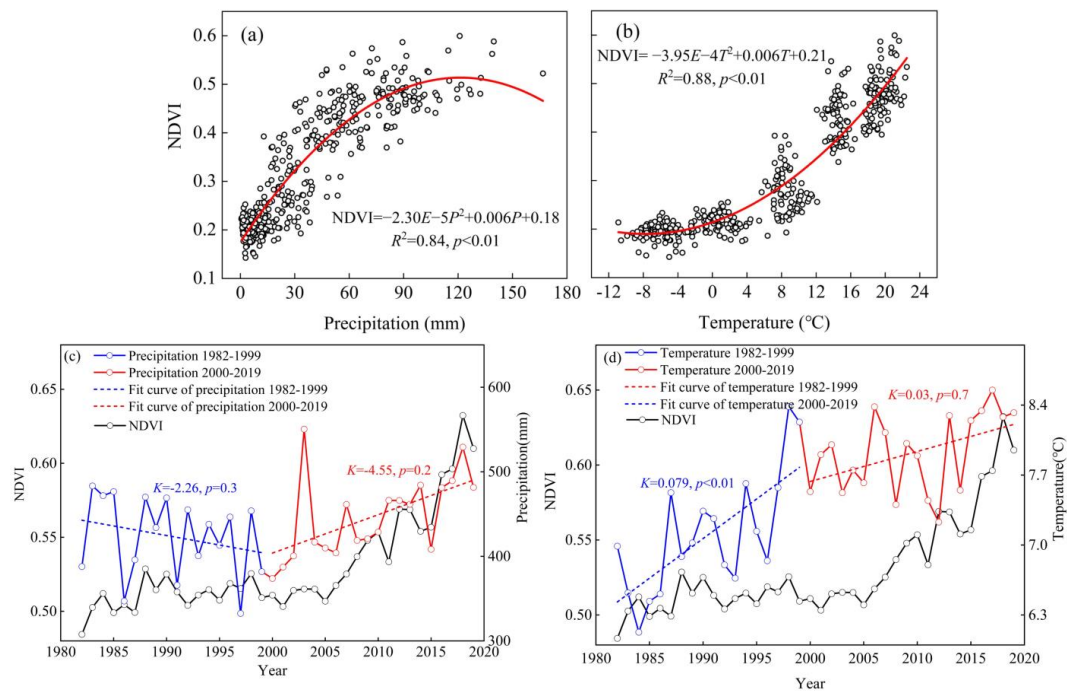 (a)
NDVI
0.6
0.5
0.4
0.3
0.2
0.1
NDVI=−2.30E−5P²+0.006P+0.18
R²=0.84, p<0.01
0 30 60 90 120 150 180
Precipitation (mm)
(b)
NDVI= −3.95E−4T²+0.006T+0.21
R²=0.88, p<0.01
-12 -8 -4 0 4 8 12 16 20 24
Temperature (°C)
(c)
Precipitation 1982-1999
Precipitation 2000-2019
Fit curve of precipitation 1982-1999
Fit curve of precipitation 2000-2019
NDVI
K=-2.26, p=0.3
K=-4.55, p=0.2
NDVI
0.65
0.60
0.55
0.50
600
500
400
300
Precipitation(mm)
1980 1985 1990 1995 2000 2005 2010 2015 2020
Year
(d)
Temperature 1982-1999
Temperature 2000-2019
Fit curve of temperature 1982-1999
Fit curve of temperature 2000-2019
NDVI
K=0.03, p=0.7
K=0.079, p<0.01
NDVI
0.65
0.60
0.55
0.50
8.4
7.7
7.0
6.3
Temperature(°C)
1980 1985 1990 1995 2000 2005 2010 2015 2020
Year